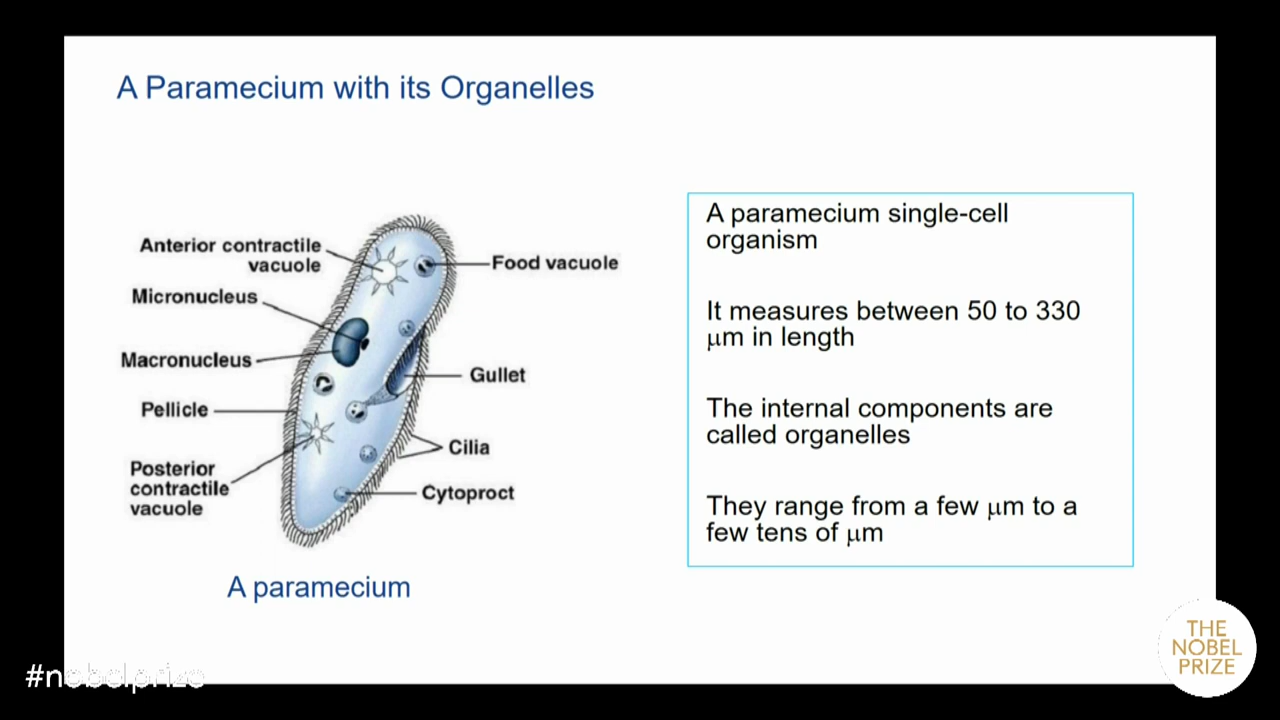 A Paramecium with its Organelles
Anterior contractile
vacuole
Micronucleus
Macronucleus
Pellicle
Posterior
contractile
vacuole
Food vacuole
Gullet
Cilia
Cytoproct
A paramecium
A paramecium single-cell
organism
It measures between 50 to 330
μm in length
The internal components are
called organelles
They range from a few μm to a
few tens of μm
#nobelprize
THE
NOBEL
PRIZE